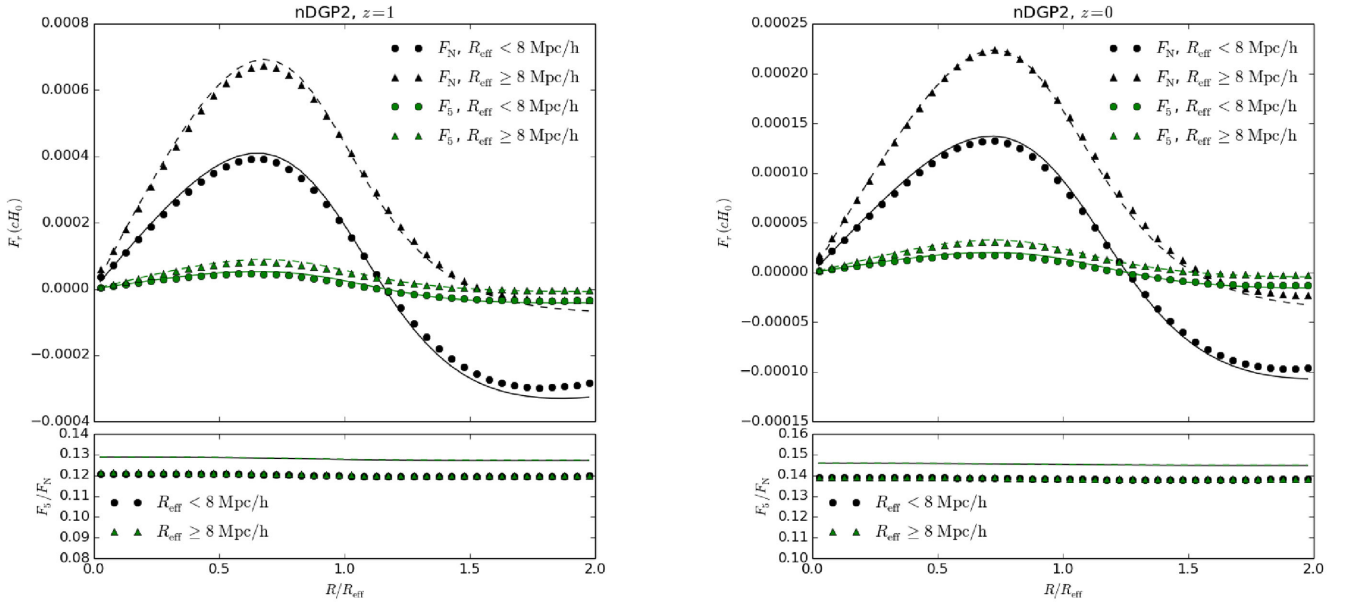 nDGP2, z=1
0.0008
0.0006
0.0004
0.0002
0.0000
−0.0002
−0.0004
F_r (cH_0)
F_N, R_eff < 8 Mpc/h
F_N, R_eff ≥ 8 Mpc/h
F_5, R_eff < 8 Mpc/h
F_5, R_eff ≥ 8 Mpc/h
0.14
0.13
0.12
0.11
0.10
0.09
0.08
F_5/F_N
R_eff < 8 Mpc/h
R_eff ≥ 8 Mpc/h
0.0 0.5 1.0 1.5 2.0
R/R_eff
nDGP2, z=0
0.00025
0.00020
0.00015
0.00010
0.00005
0.00000
−0.00005
−0.00010
−0.00015
F_r (cH_0)
F_N, R_eff < 8 Mpc/h
F_N, R_eff ≥ 8 Mpc/h
F_5, R_eff < 8 Mpc/h
F_5, R_eff ≥ 8 Mpc/h
0.16
0.15
0.14
0.13
0.12
0.11
0.10
F_5/F_N
R_eff < 8 Mpc/h
R_eff ≥ 8 Mpc/h
0.0 0.5 1.0 1.5 2.0
R/R_eff